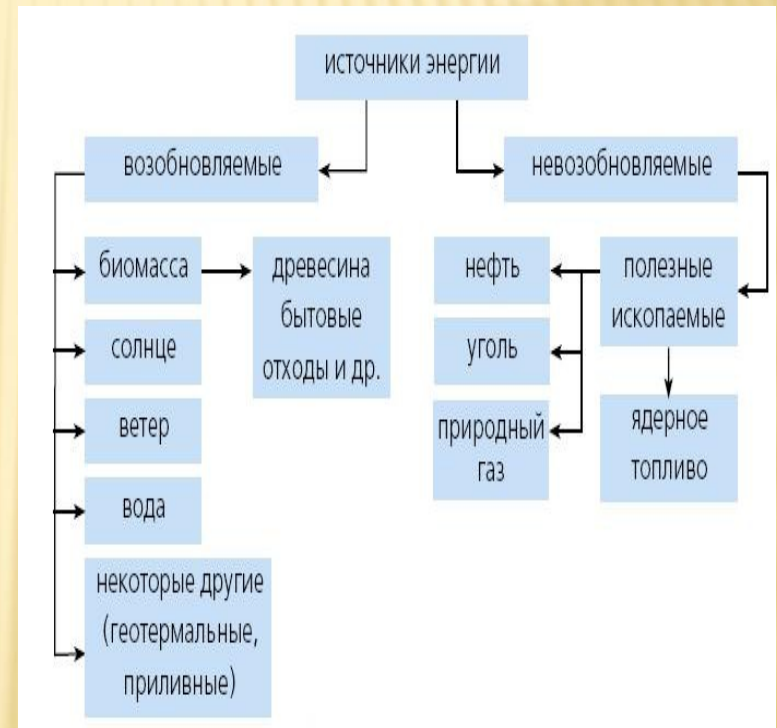 источники энергии
возобновляемые
невозобновляемые
биомасса
древесина
бытовые
отходы и др.
солнце
ветер
вода
некоторые другие
(геотермальные,
приливные)
нефть
уголь
природный
газ
полезные
ископаемые
ядерное
топливо